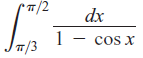 ∫_{π/3}^{π/2} dx / (1 − cos x)